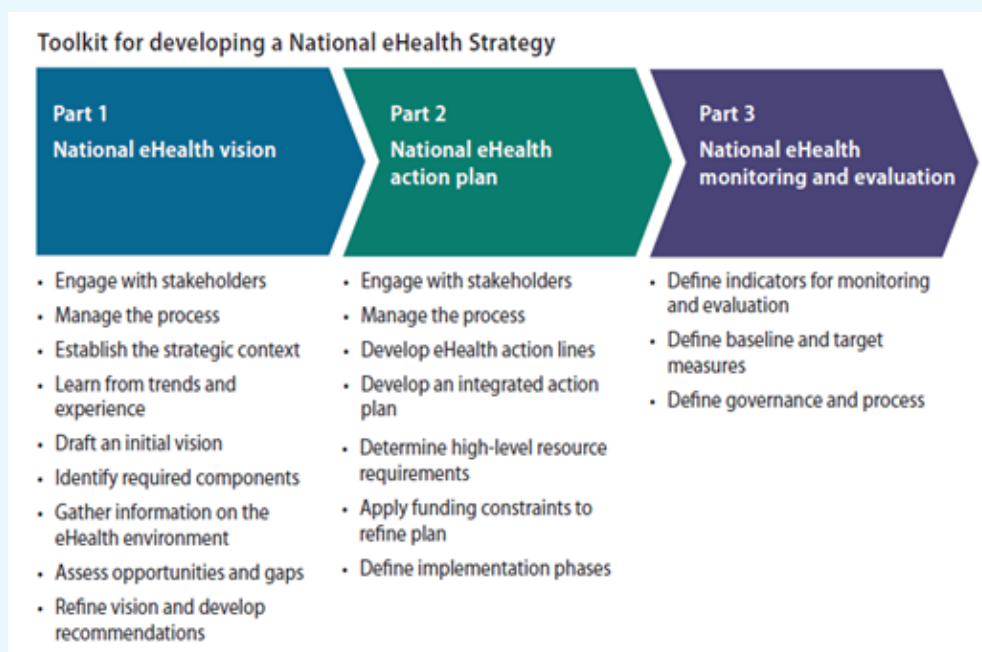 Toolkit for developing a National eHealth Strategy
Part 1
National eHealth vision
Part 2
National eHealth
action plan
Part 3
National eHealth
monitoring and evaluation
• Engage with stakeholders
• Manage the process
• Establish the strategic context
• Learn from trends and
experience
• Draft an initial vision
• Identify required components
• Gather information on the
eHealth environment
• Assess opportunities and gaps
• Refine vision and develop
recommendations
• Engage with stakeholders
• Manage the process
• Develop eHealth action lines
• Develop an integrated action
plan
• Determine high-level resource
requirements
• Apply funding constraints to
refine plan
• Define implementation phases
• Define indicators for monitoring
and evaluation
• Define baseline and target
measures
• Define governance and process